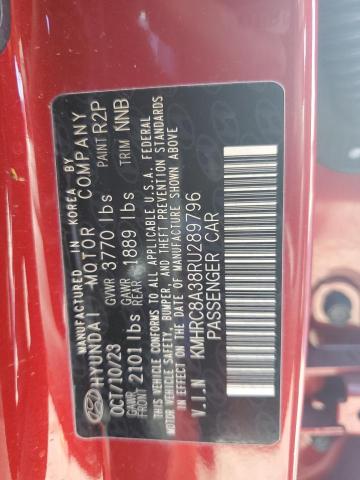 MANUFACTURED IN KOREA BY
HYUNDAI MOTOR COMPANY
OCT/10/23 GVWR 3770 lbs PAINT R2P
GAWR FRONT 2101 lbs GAWR REAR 1889 lbs TRIM NNB
THIS VEHICLE CONFORMS TO ALL APPLICABLE U.S.A. FEDERAL
MOTOR VEHICLE SAFETY, BUMPER, AND THEFT PREVENTION STANDARDS
IN EFFECT ON THE DATE OF MANUFACTURE SHOWN ABOVE.
V.I.N KMHRC8A38RU289796
PASSENGER CAR